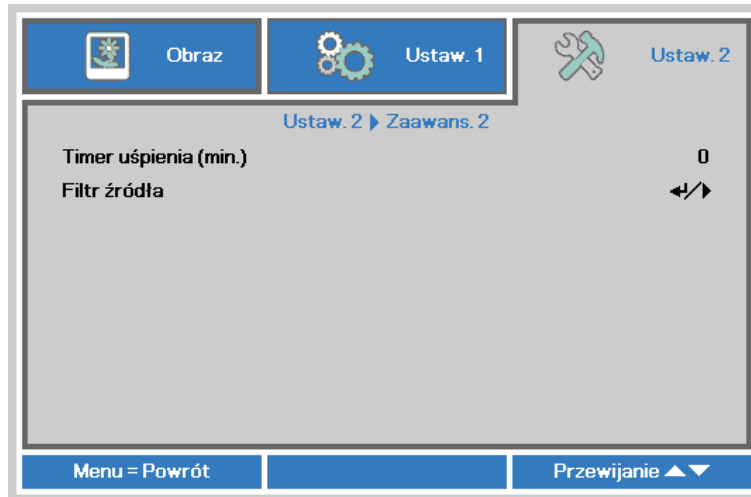 Obraz
Ustaw. 1
Ustaw. 2
Ustaw. 2 ▶ Zaawans. 2
Timer uśpienia (min.) 0
Filtr źródła ↵/▶
Menu = Powrót
Przewijanie ▲▼